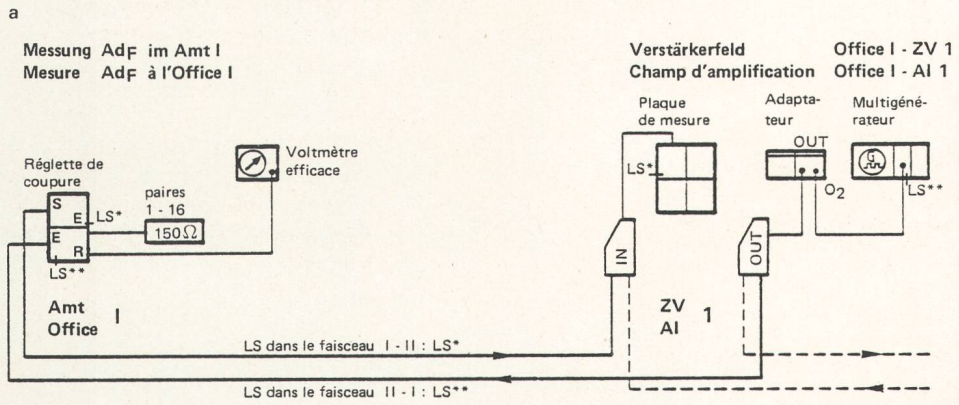 a
Messung AdF im Amt I
Mesure AdF à l'Office I
Verstärkerfeld Office I - ZV 1
Champ d'amplification Office I - AI 1
Plaque de mesure
Adapta-
teur
Multigéné-
rateur
OUT
LS*
O2
LS**
G
Voltmètre
efficace
Réglette de
coupure
paires
1 - 16
150Ω
S
E
LS*
E
R
LS**
IN
OUT
Amt
Office I
ZV
AI 1
LS dans le faisceau I - II : LS*
LS dans le faisceau II - I : LS**